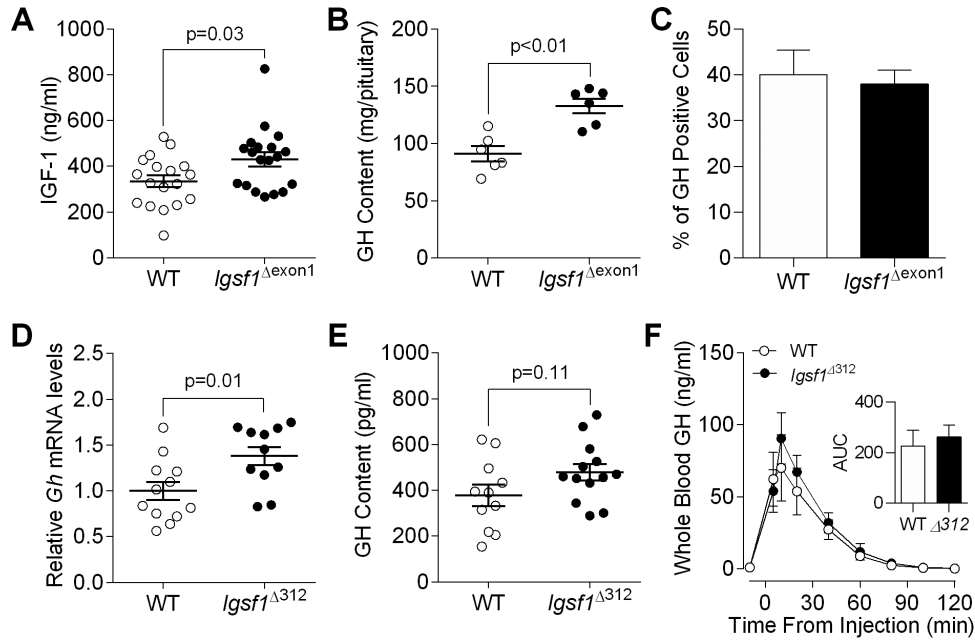 A
IGF-1 (ng/ml)
1000
800
600
400
200
0
p=0.03
WT
Igsf1Δexon1
B
GH Content (mg/pituitary)
200
150
100
50
0
p<0.01
WT
Igsf1Δexon1
C
% of GH Positive Cells
50
40
30
20
10
0
WT
Igsf1Δexon1
D
Relative Gh mRNA levels
2.5
2.0
1.5
1.0
0.5
0.0
p=0.01
WT
Igsf1Δ312
E
GH Content (pg/ml)
1000
800
600
400
200
0
p=0.11
WT
Igsf1Δ312
F
Whole Blood GH (ng/ml)
150
100
50
0
WT
Igsf1Δ312
AUC
400
200
0
WT Δ312
0 30 60 90 120
Time From Injection (min)